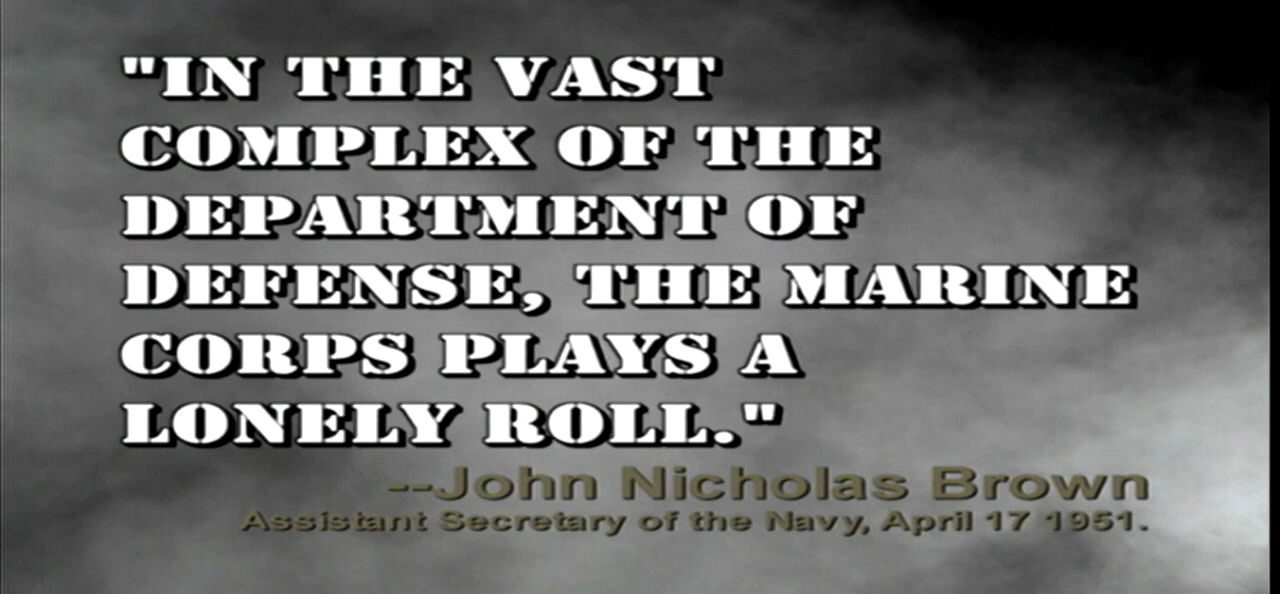 "IN THE VAST
COMPLEX OF THE
DEPARTMENT OF
DEFENSE, THE MARINE
CORPS PLAYS A
LONELY ROLL."
--John Nicholas Brown
Assistant Secretary of the Navy, April 17 1951.